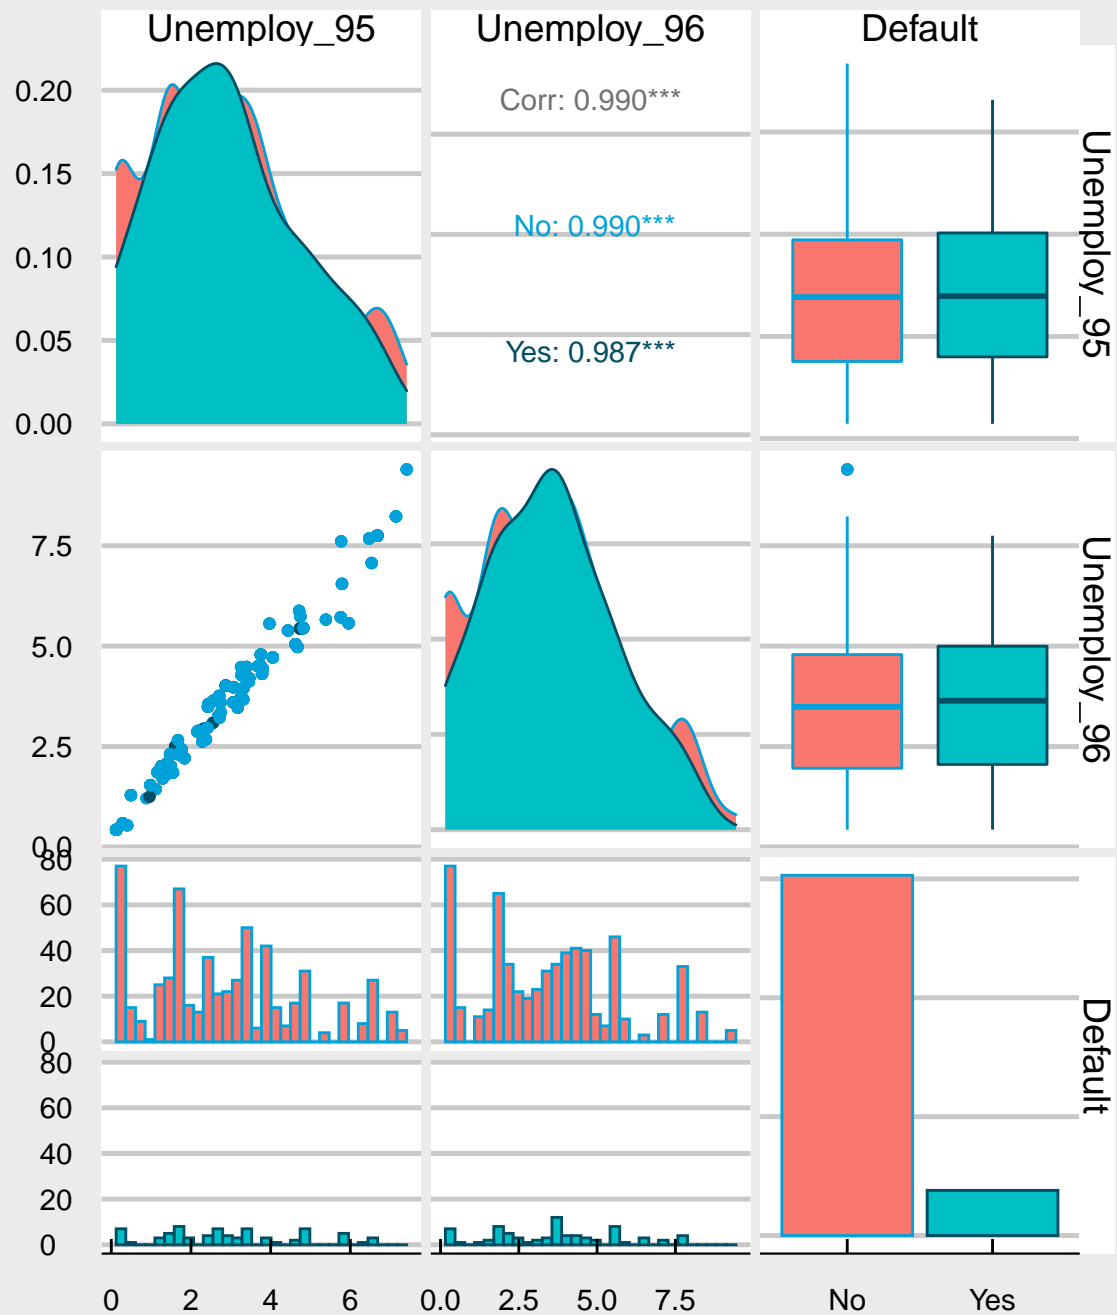 Unemploy_95 Unemploy_96 Default
0.20
0.15
0.10
0.05
0.00
Corr: 0.990***
No: 0.990***
Yes: 0.987***
Unemploy_95
7.5
5.0
2.5
0.0
Unemploy_96
80
60
40
20
0
80
60
40
20
0
Default
0 2 4 6
0.0 2.5 5.0 7.5
No Yes